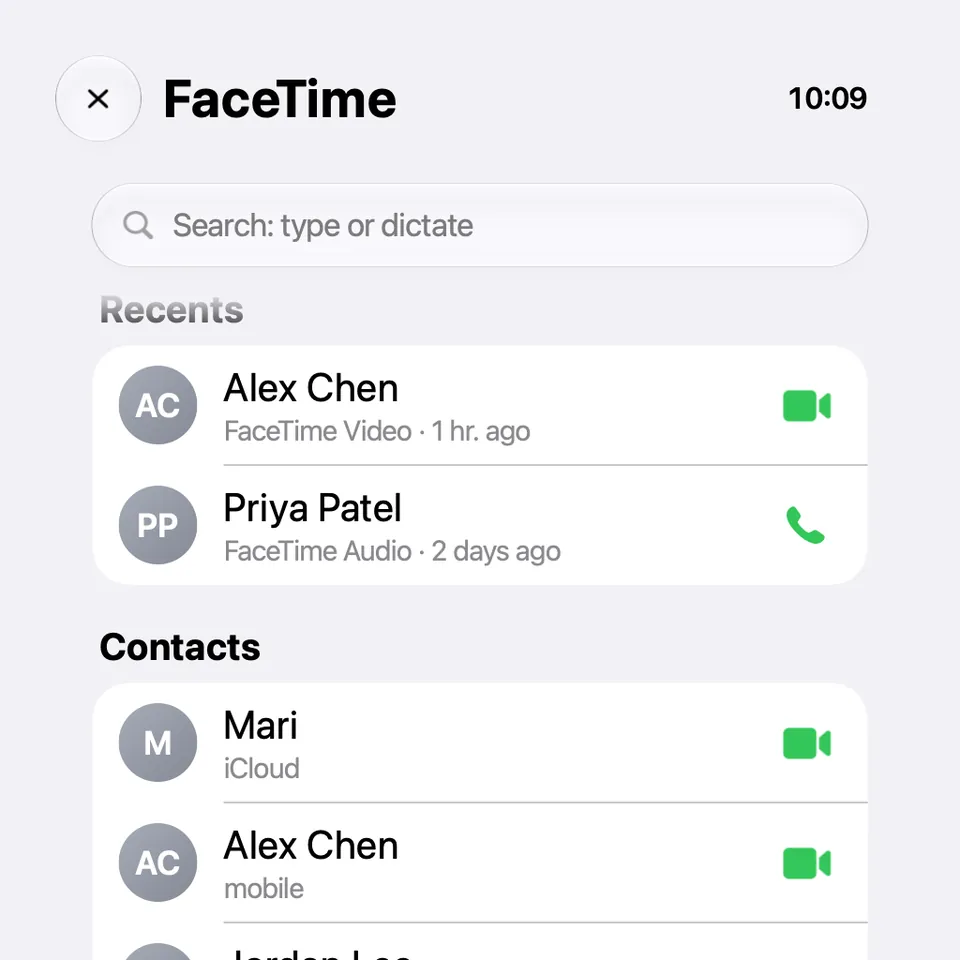 FaceTime
10:09
Search: type or dictate
Recents
AC
Alex Chen
FaceTime Video · 1 hr. ago
PP
Priya Patel
FaceTime Audio · 2 days ago
Contacts
M
Mari
iCloud
AC
Alex Chen
mobile